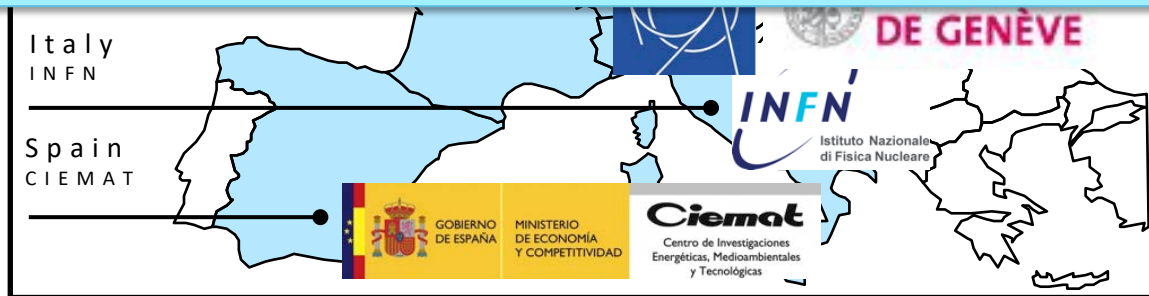 DE GENÈVE
Italy
INFN
INFN
Istituto Nazionale
di Fisica Nucleare
Spain
CIEMAT
GOBIERNO
DE ESPAÑA
MINISTERIO
DE ECONOMÍA
Y COMPETITIVIDAD
Ciemat
Centro de Investigaciones
Energéticas, Medioambientales
y Tecnológicas